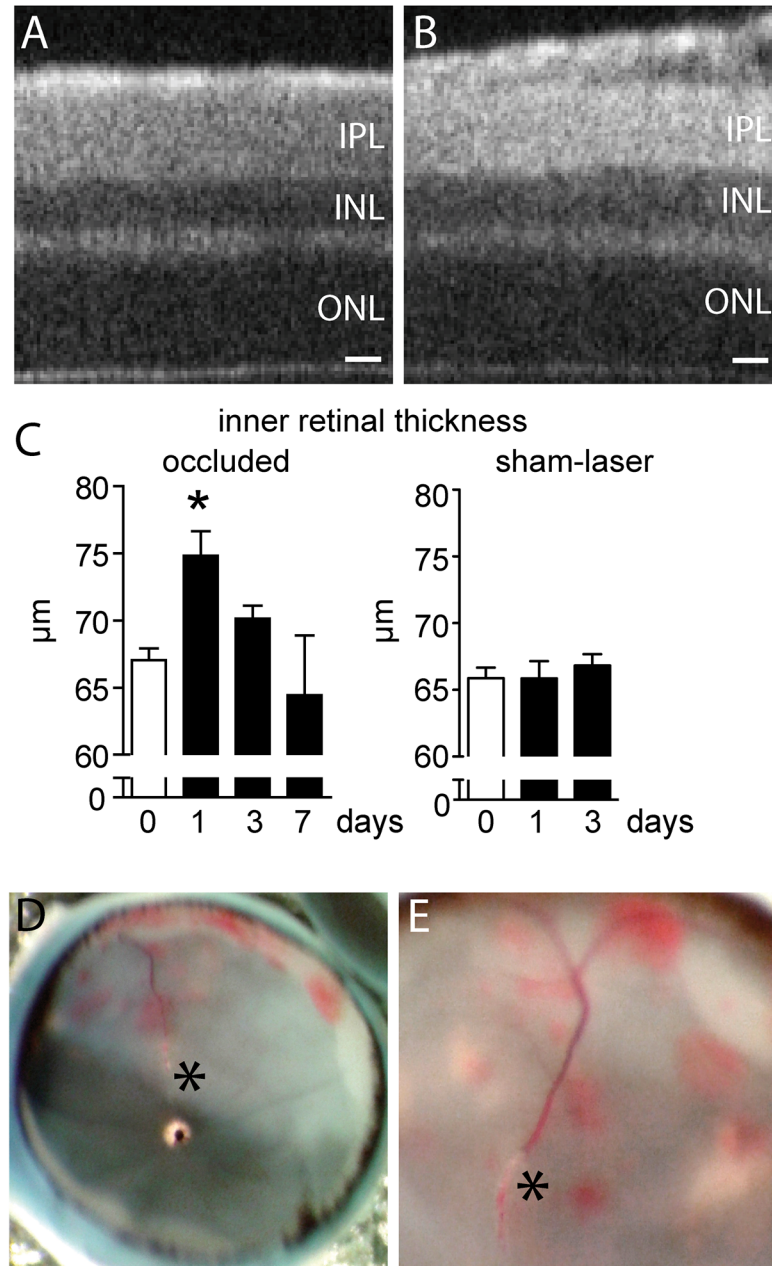 A
IPL
INL
ONL
B
IPL
INL
ONL
C
inner retinal thickness
occluded
80
75
70
65
60
0
µm
*
0 1 3 7 days
sham-laser
80
75
70
65
60
0
µm
0 1 3 days
D
*
E
*